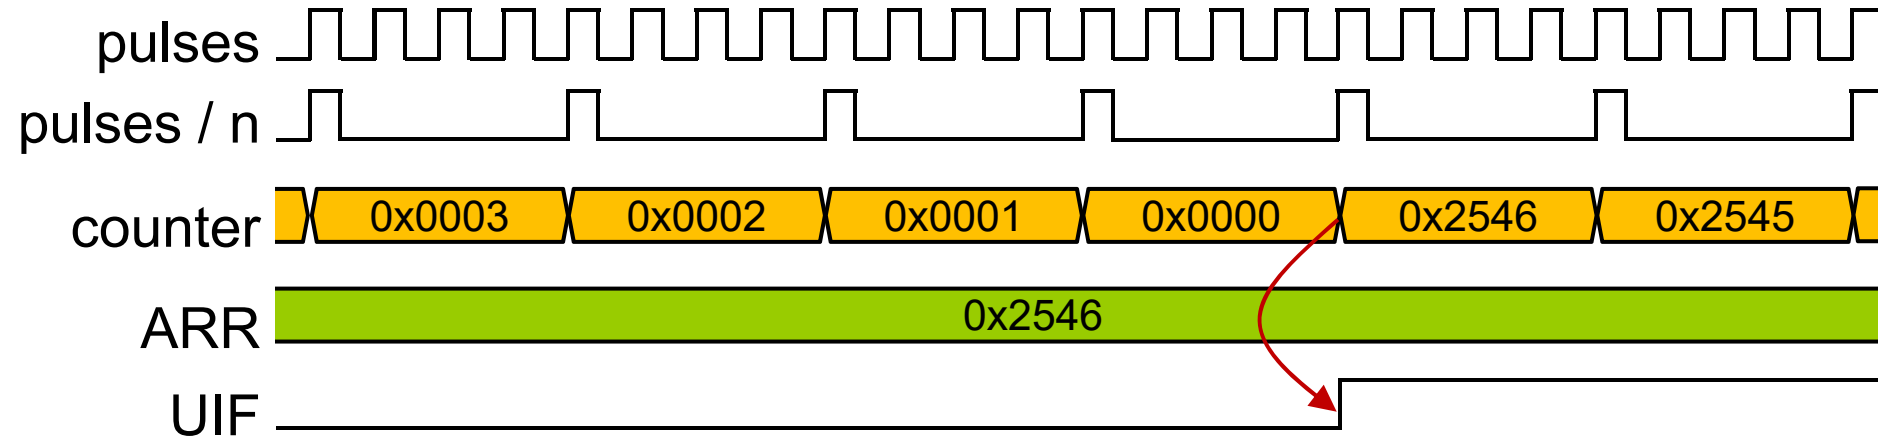 pulses
pulses / n
counter 0x0003 0x0002 0x0001 0x0000 0x2546 0x2545
ARR 0x2546
UIF